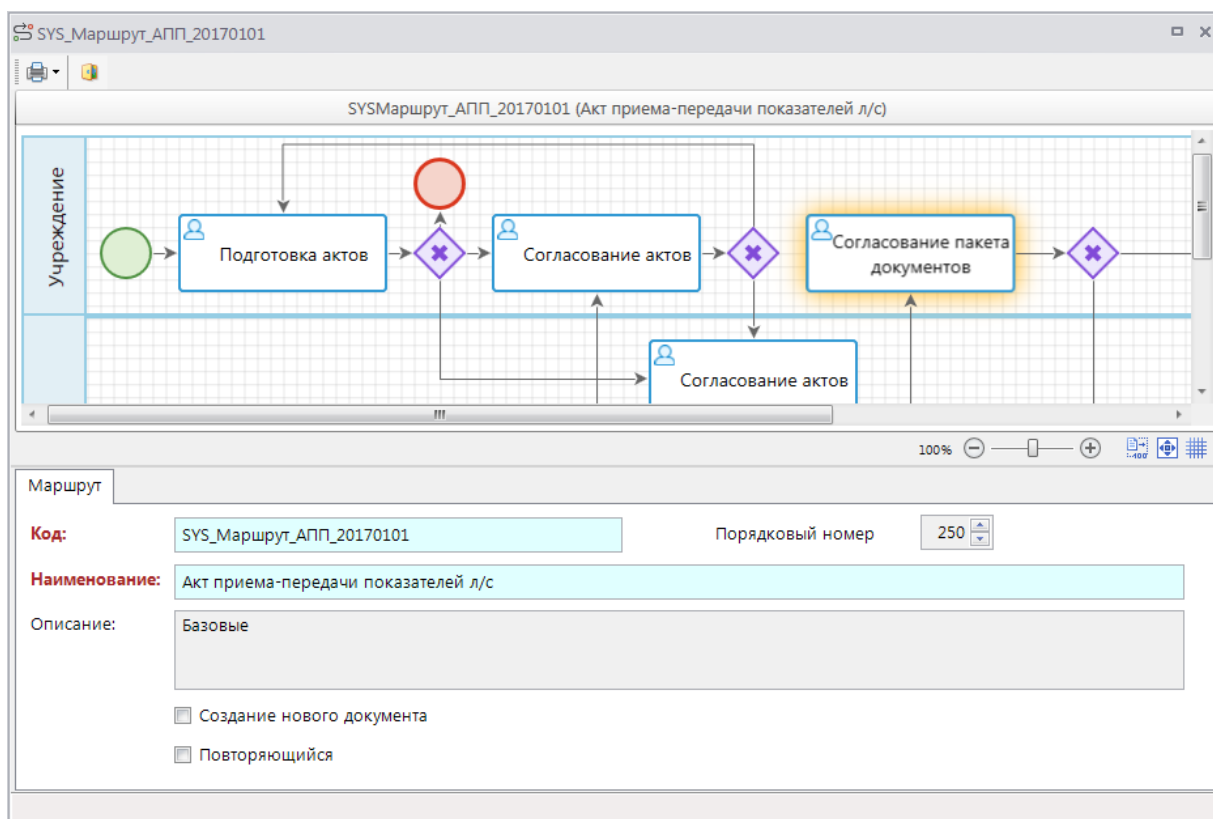 SYS_Маршрут_АПП_20170101
SYSМаршрут_АПП_20170101 (Акт приема-передачи показателей л/с)
Учреждение
Подготовка актов
Согласование актов
Согласование пакета
документов
Согласование актов
100%
Маршрут
Код:
SYS_Маршрут_АПП_20170101
Порядковый номер
250
Наименование:
Акт приема-передачи показателей л/с
Описание:
Базовые
Создание нового документа
Повторяющийся